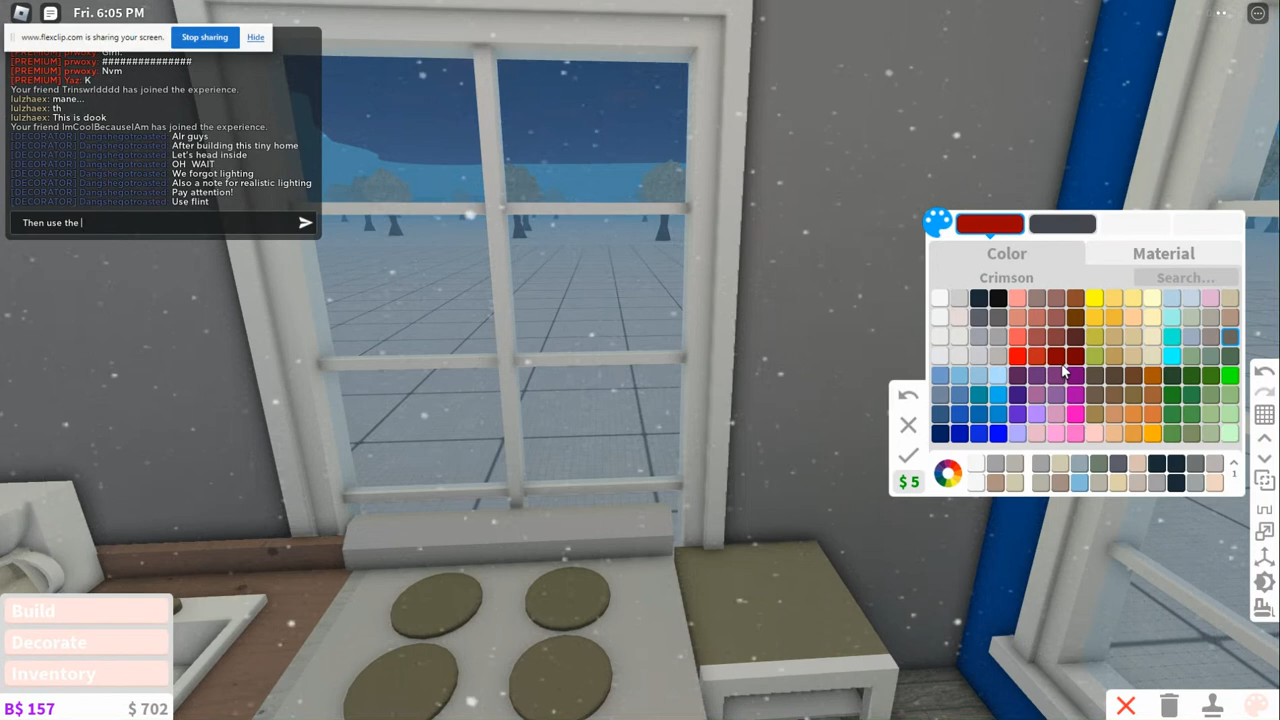 Fri. 6:05 PM
www.flexclip.com is sharing your screen. Stop sharing Hide
[PREMIUM] prwoxy: Girl.
[PREMIUM] prwoxy: ###############
[PREMIUM] prwoxy: Nvm
[PREMIUM] Yaz: K
Your friend Trinswrldddd has joined the experience.
lulzhaex: mane...
lulzhaex: th
lulzhaex: This is dook
Your friend ImCoolBecauseIAm has joined the experience.
[DECORATOR] Dangshegotroasted: Alr guys
[DECORATOR] Dangshegotroasted: After building this tiny home
[DECORATOR] Dangshegotroasted: Let's head inside
[DECORATOR] Dangshegotroasted: OH WAIT
[DECORATOR] Dangshegotroasted: We forgot lighting
[DECORATOR] Dangshegotroasted: Also a note for realistic lighting
[DECORATOR] Dangshegotroasted: Pay attention!
[DECORATOR] Dangshegotroasted: Use flint
Then use the
Color Material
Crimson Search...
$ 5
1
Build
Decorate
Inventory
B$ 157 $ 702